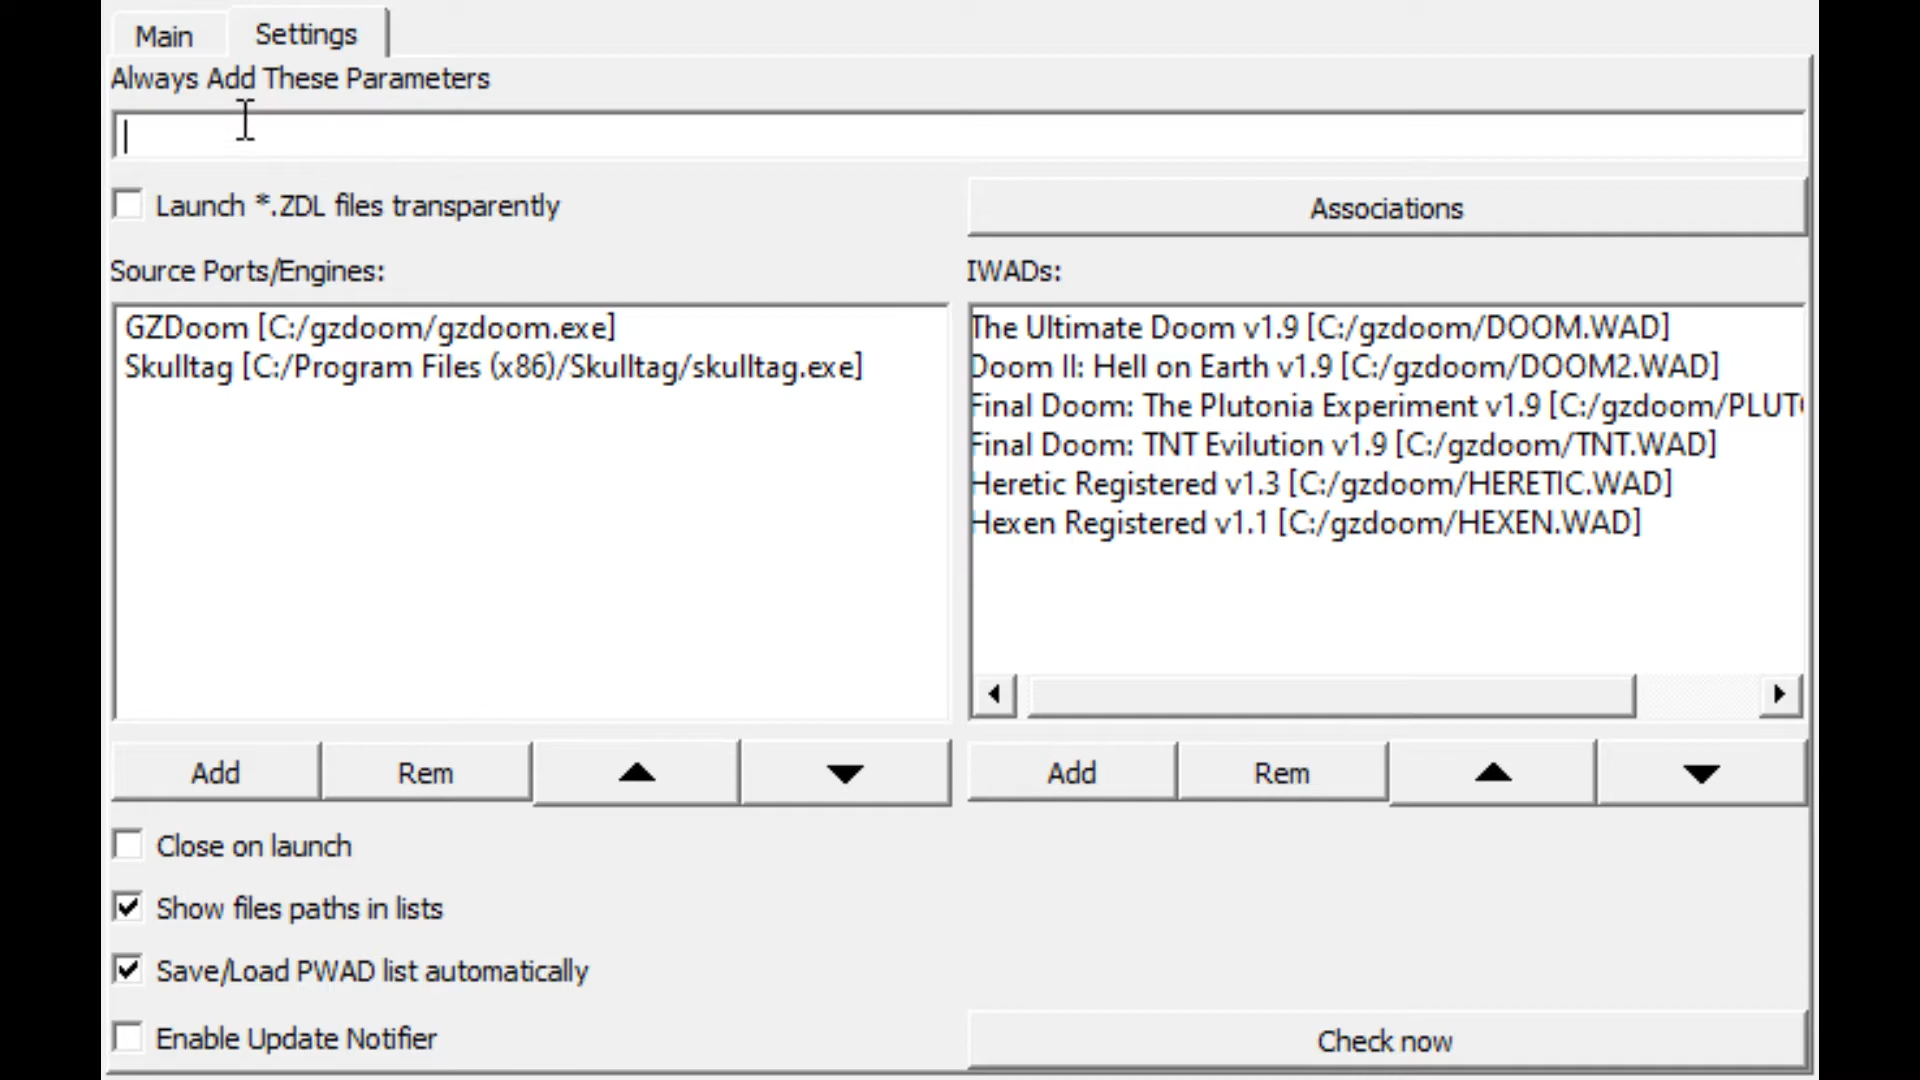 Main
Settings
Always Add These Parameters
Launch *.ZDL files transparently
Associations
Source Ports/Engines:
IWADs:
GZDoom [C:/gzdoom/gzdoom.exe]
Skulltag [C:/Program Files (x86)/Skulltag/skulltag.exe]
The Ultimate Doom v1.9 [C:/gzdoom/DOOM.WAD]
Doom II: Hell on Earth v1.9 [C:/gzdoom/DOOM2.WAD]
Final Doom: The Plutonia Experiment v1.9 [C:/gzdoom/PLUT
Final Doom: TNT Evilution v1.9 [C:/gzdoom/TNT.WAD]
Heretic Registered v1.3 [C:/gzdoom/HERETIC.WAD]
Hexen Registered v1.1 [C:/gzdoom/HEXEN.WAD]
Add
Rem
Add
Rem
Close on launch
Show files paths in lists
Save/Load PWAD list automatically
Enable Update Notifier
Check now